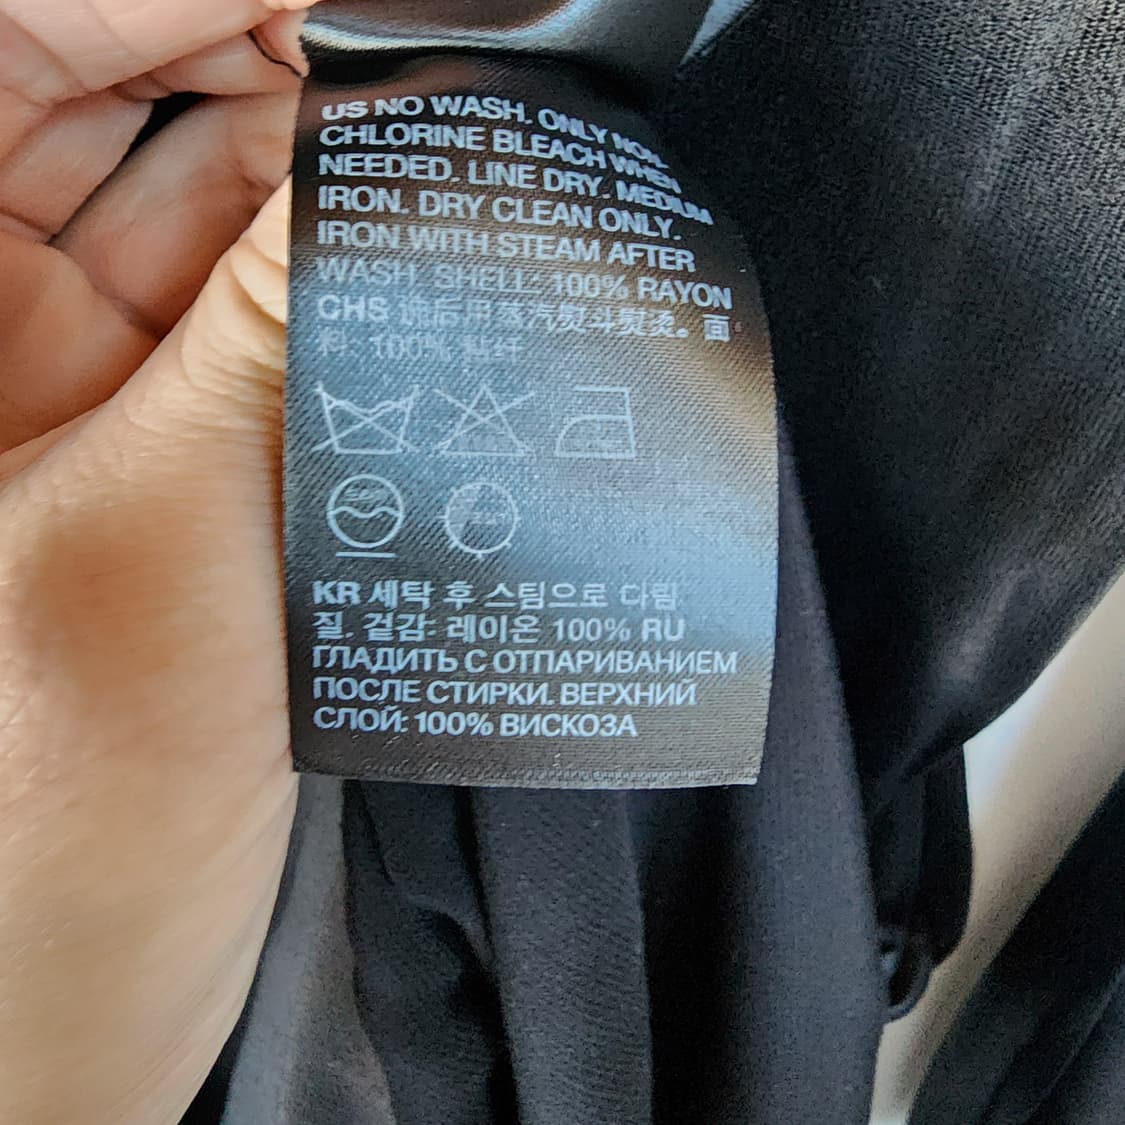 US NO WASH. ONLY NON
CHLORINE BLEACH WHEN
NEEDED. LINE DRY. MEDIUM
IRON. DRY CLEAN ONLY.
IRON WITH STEAM AFTER
WASH. SHELL: 100% RAYON
CHS 洗后用蒸汽熨斗熨烫。面
料: 100% 黏纤
KR 세탁 후 스팀으로 다림
질. 겉감: 레이온 100% RU
ГЛАДИТЬ С ОТПАРИВАНИЕМ
ПОСЛЕ СТИРКИ. ВЕРХНИЙ
СЛОЙ: 100% ВИСКОЗА